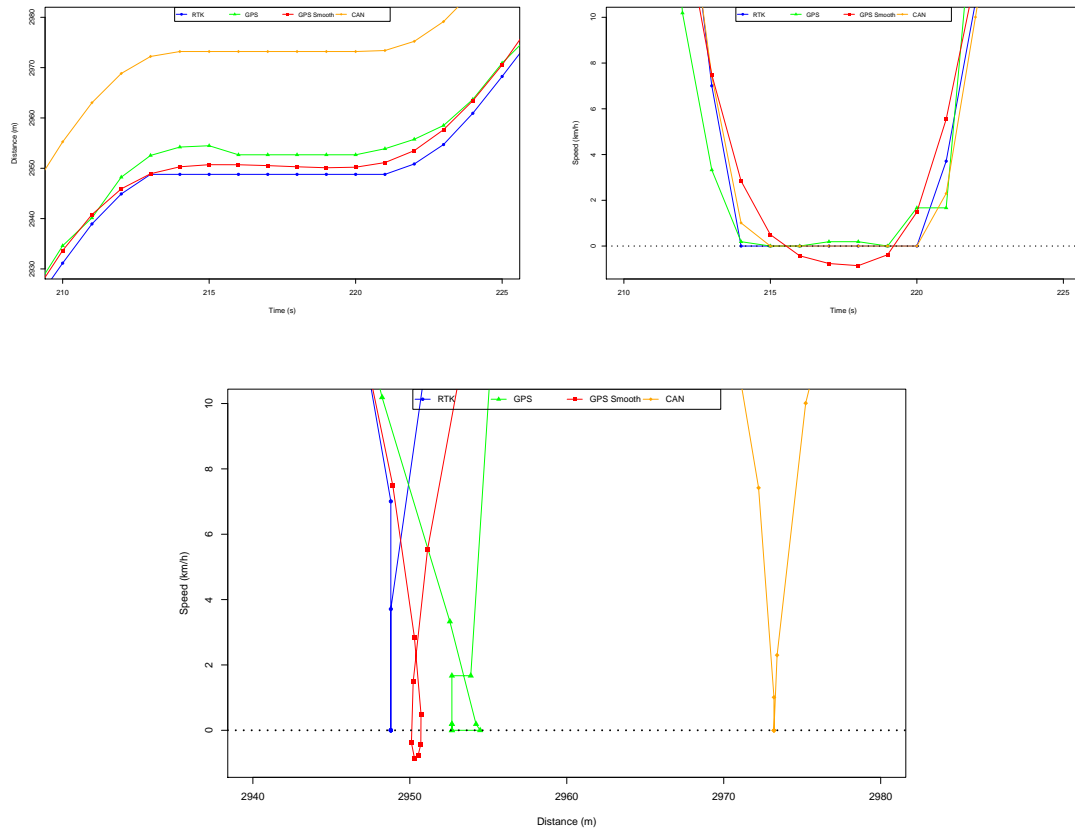 RTK GPS GPS Smooth CAN
2980
2970
2960
2950
2940
2930
Distance (m)
210 215 220 225
Time (s)
RTK GPS GPS Smooth CAN
10
8
6
4
2
0
Speed (km/h)
210 215 220 225
Time (s)
RTK GPS GPS Smooth CAN
10
8
6
4
2
0
Speed (km/h)
2940 2950 2960 2970 2980
Distance (m)